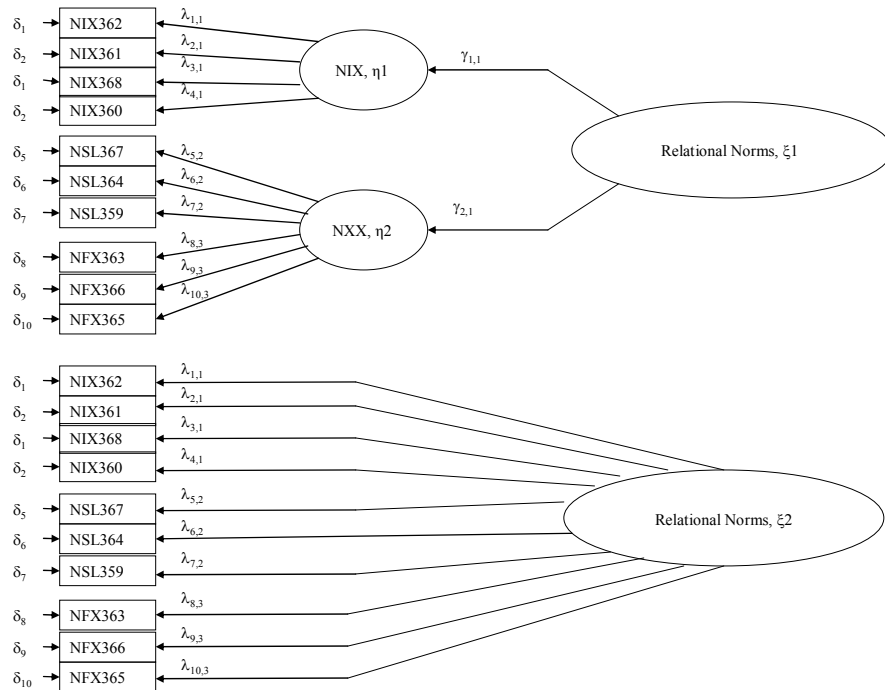 δ1 NIX362 λ1,1
δ2 NIX361 λ2,1
δ1 NIX368 λ3,1
δ2 NIX360 λ4,1
NIX, η1
γ1,1
Relational Norms, ξ1
δ5 NSL367 λ5,2
δ6 NSL364 λ6,2
δ7 NSL359 λ7,2
NXX, η2
γ2,1
δ8 NFX363 λ8,3
δ9 NFX366 λ9,3
δ10 NFX365 λ10,3
δ1 NIX362 λ1,1
δ2 NIX361 λ2,1
δ1 NIX368 λ3,1
δ2 NIX360 λ4,1
δ5 NSL367 λ5,2
δ6 NSL364 λ6,2
δ7 NSL359 λ7,2
Relational Norms, ξ2
δ8 NFX363 λ8,3
δ9 NFX366 λ9,3
δ10 NFX365 λ10,3